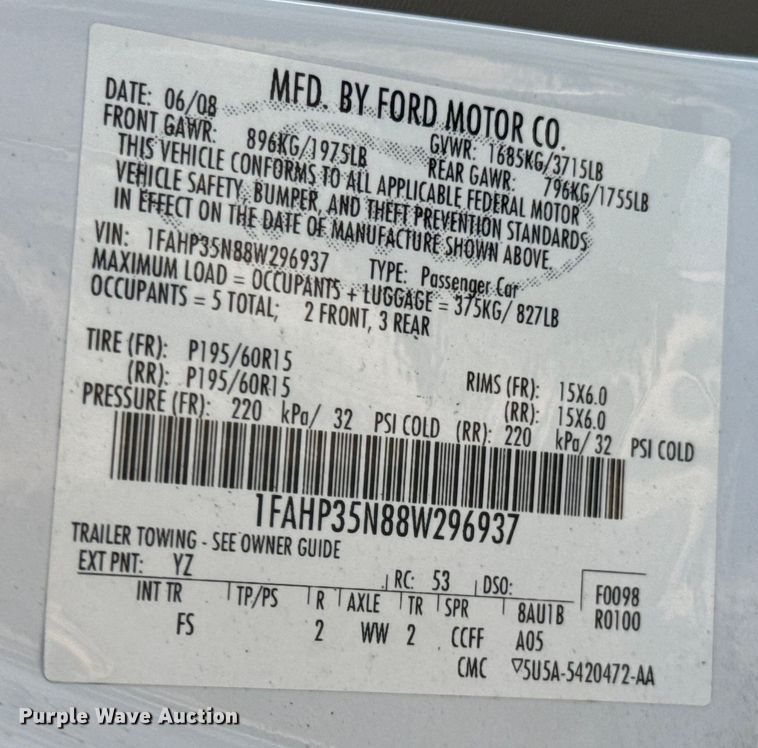 MFD. BY FORD MOTOR CO.
DATE: 06/08 GVWR: 1685KG/3715LB
FRONT GAWR: 896KG/1975LB REAR GAWR: 796KG/1755LB
THIS VEHICLE CONFORMS TO ALL APPLICABLE FEDERAL MOTOR
VEHICLE SAFETY, BUMPER, AND THEFT PREVENTION STANDARDS
IN EFFECT ON THE DATE OF MANUFACTURE SHOWN ABOVE
VIN: 1FAHP35N88W296937 TYPE: Passenger Car
MAXIMUM LOAD = OCCUPANTS + LUGGAGE = 375KG/ 827LB
OCCUPANTS = 5 TOTAL; 2 FRONT, 3 REAR
TIRE (FR): P195/60R15 RIMS (FR): 15X6.0
(RR): P195/60R15 (RR): 15X6.0
PRESSURE (FR): 220 kPa/ 32 PSI COLD (RR): 220 kPa/ 32 PSI COLD
1FAHP35N88W296937
TRAILER TOWING - SEE OWNER GUIDE
EXT PNT: YZ RC: 53 DSO: F0098
INT TR TP/PS R AXLE TR SPR 8AU1B R0100
FS 2 WW 2 CCFF A05
CMC ▽5U5A-5420472-AA
Purple Wave Auction